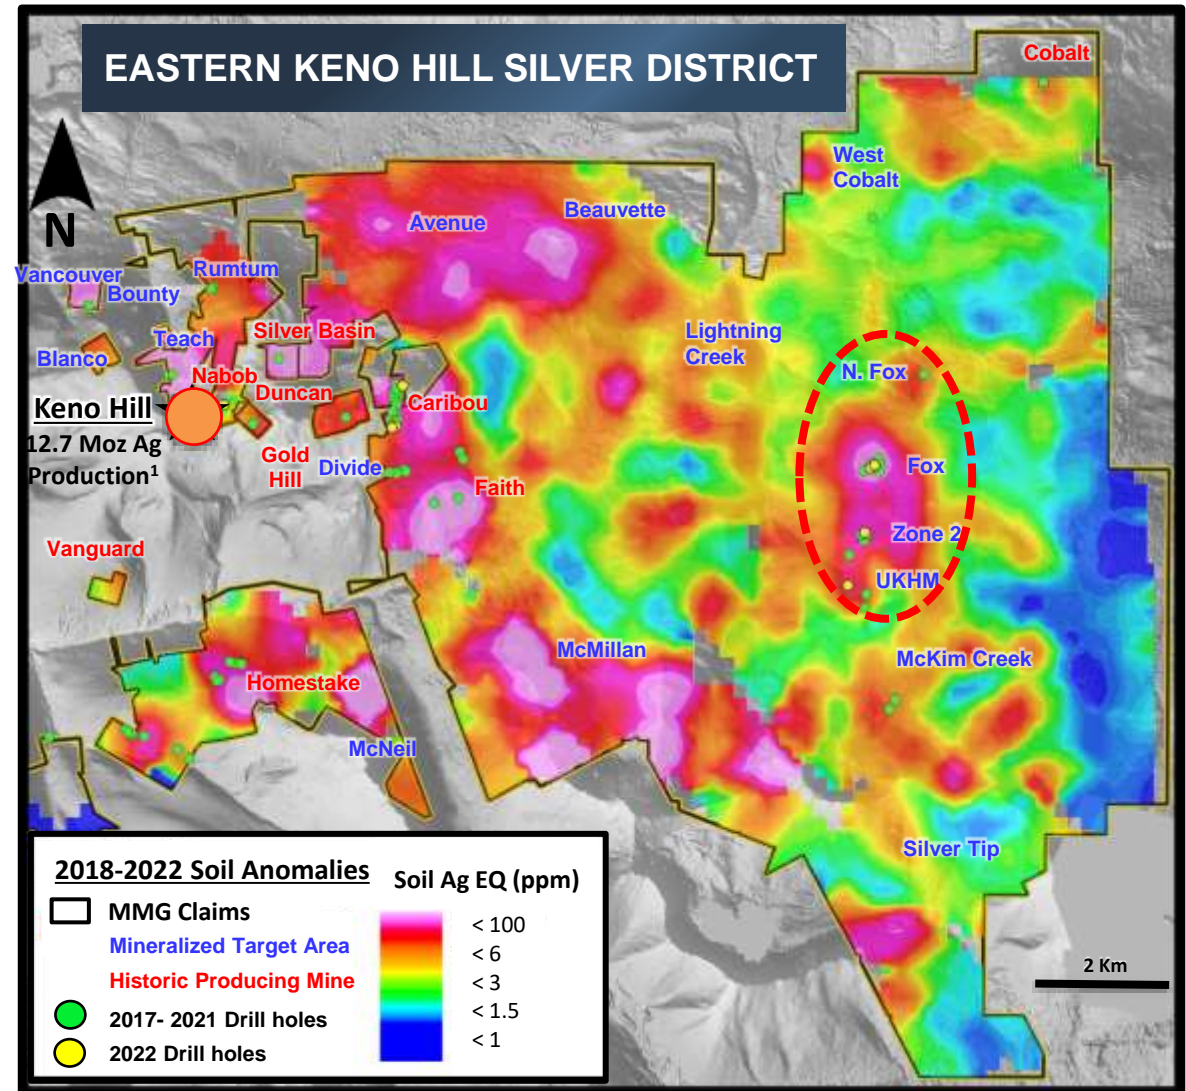 EASTERN KENO HILL SILVER DISTRICT
Cobalt
West
Cobalt
N
Avenue
Beauvette
Vancouver
Bounty
Rumtum
Teach
Silver Basin
Blanco
Nabob
Duncan
Lightning
Creek
N. Fox
Keno Hill
12.7 Moz Ag
Production¹
Caribou
Gold
Hill
Divide
Fox
Faith
Zone 2
Vanguard
UKHM
McMillan
McKim Creek
Homestake
McNeil
Silver Tip
2018-2022 Soil Anomalies
MMG Claims
Mineralized Target Area
Historic Producing Mine
2017- 2021 Drill holes
2022 Drill holes
Soil Ag EQ (ppm)
< 100
< 6
< 3
< 1.5
< 1
2 Km